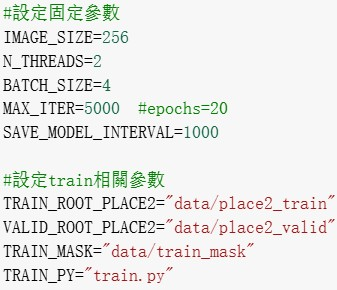 #設定固定參數
IMAGE_SIZE=256
N_THREADS=2
BATCH_SIZE=4
MAX_ITER=5000  #epochs=20
SAVE_MODEL_INTERVAL=1000

#設定train相關參數
TRAIN_ROOT_PLACE2="data/place2_train"
VALID_ROOT_PLACE2="data/place2_valid"
TRAIN_MASK="data/train_mask"
TRAIN_PY="train.py"